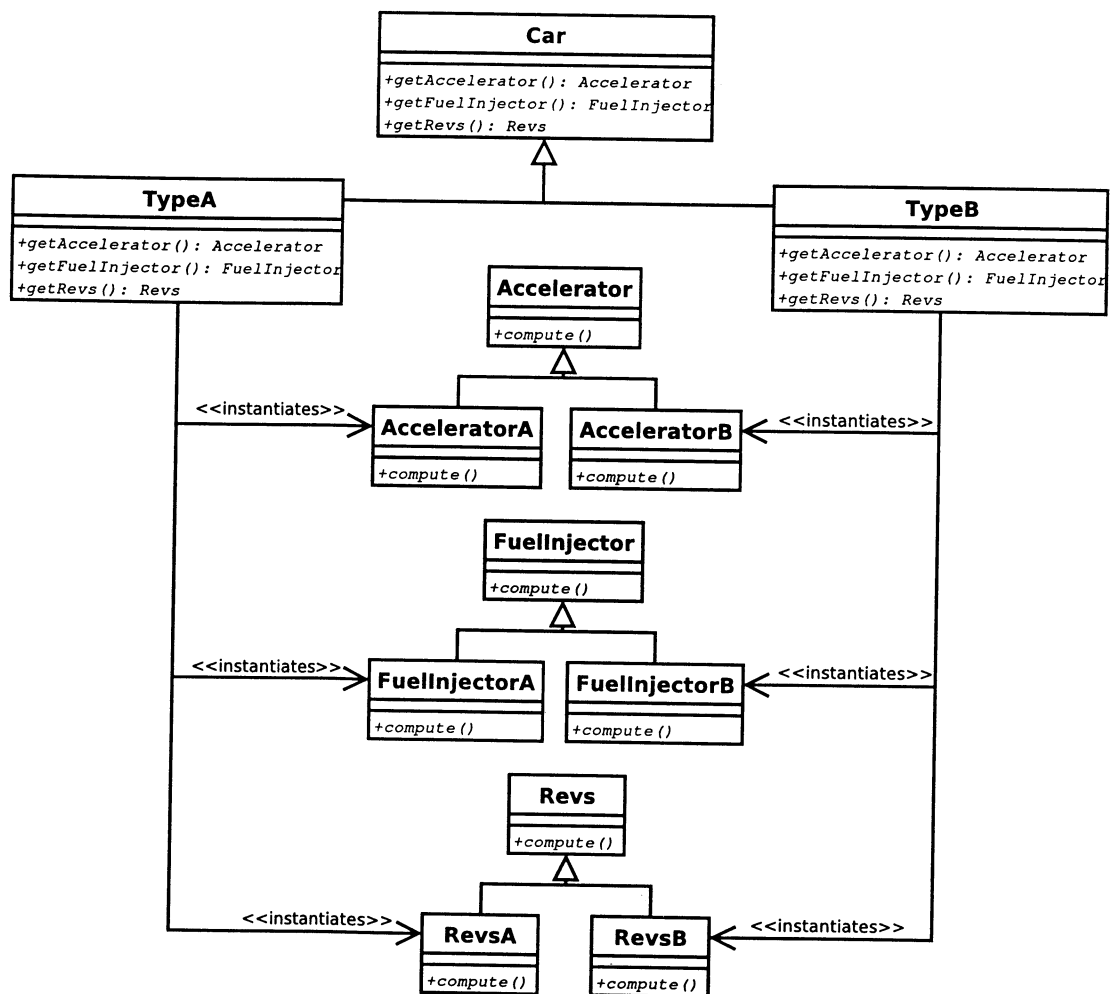 Car
+getAccelerator(): Accelerator
+getFuelInjector(): FuelInjector
+getRevs(): Revs
TypeA
+getAccelerator(): Accelerator
+getFuelInjector(): FuelInjector
+getRevs(): Revs
TypeB
+getAccelerator(): Accelerator
+getFuelInjector(): FuelInjector
+getRevs(): Revs
Accelerator
+compute()
<<instantiates>>
AcceleratorA
+compute()
AcceleratorB
+compute()
<<instantiates>>
FuelInjector
+compute()
<<instantiates>>
FuelInjectorA
+compute()
FuelInjectorB
+compute()
<<instantiates>>
Revs
+compute()
<<instantiates>>
RevsA
+compute()
RevsB
+compute()
<<instantiates>>